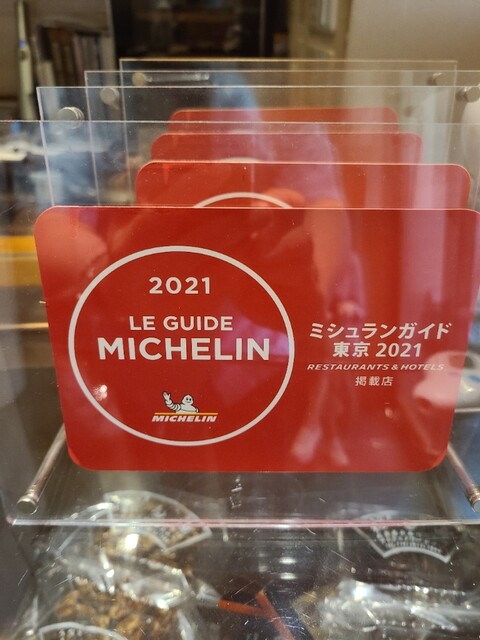 2021
LE GUIDE
MICHELIN
MICHELIN
ミシュランガイド
東京 2021
RESTAURANTS & HOTELS
掲載店